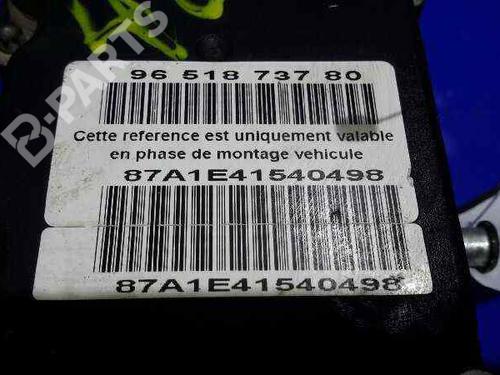 96 518 737 80
Cette reference est uniquement valable
en phase de montage vehicule
87A1E41540498
87A1E41540498
B-PARTS